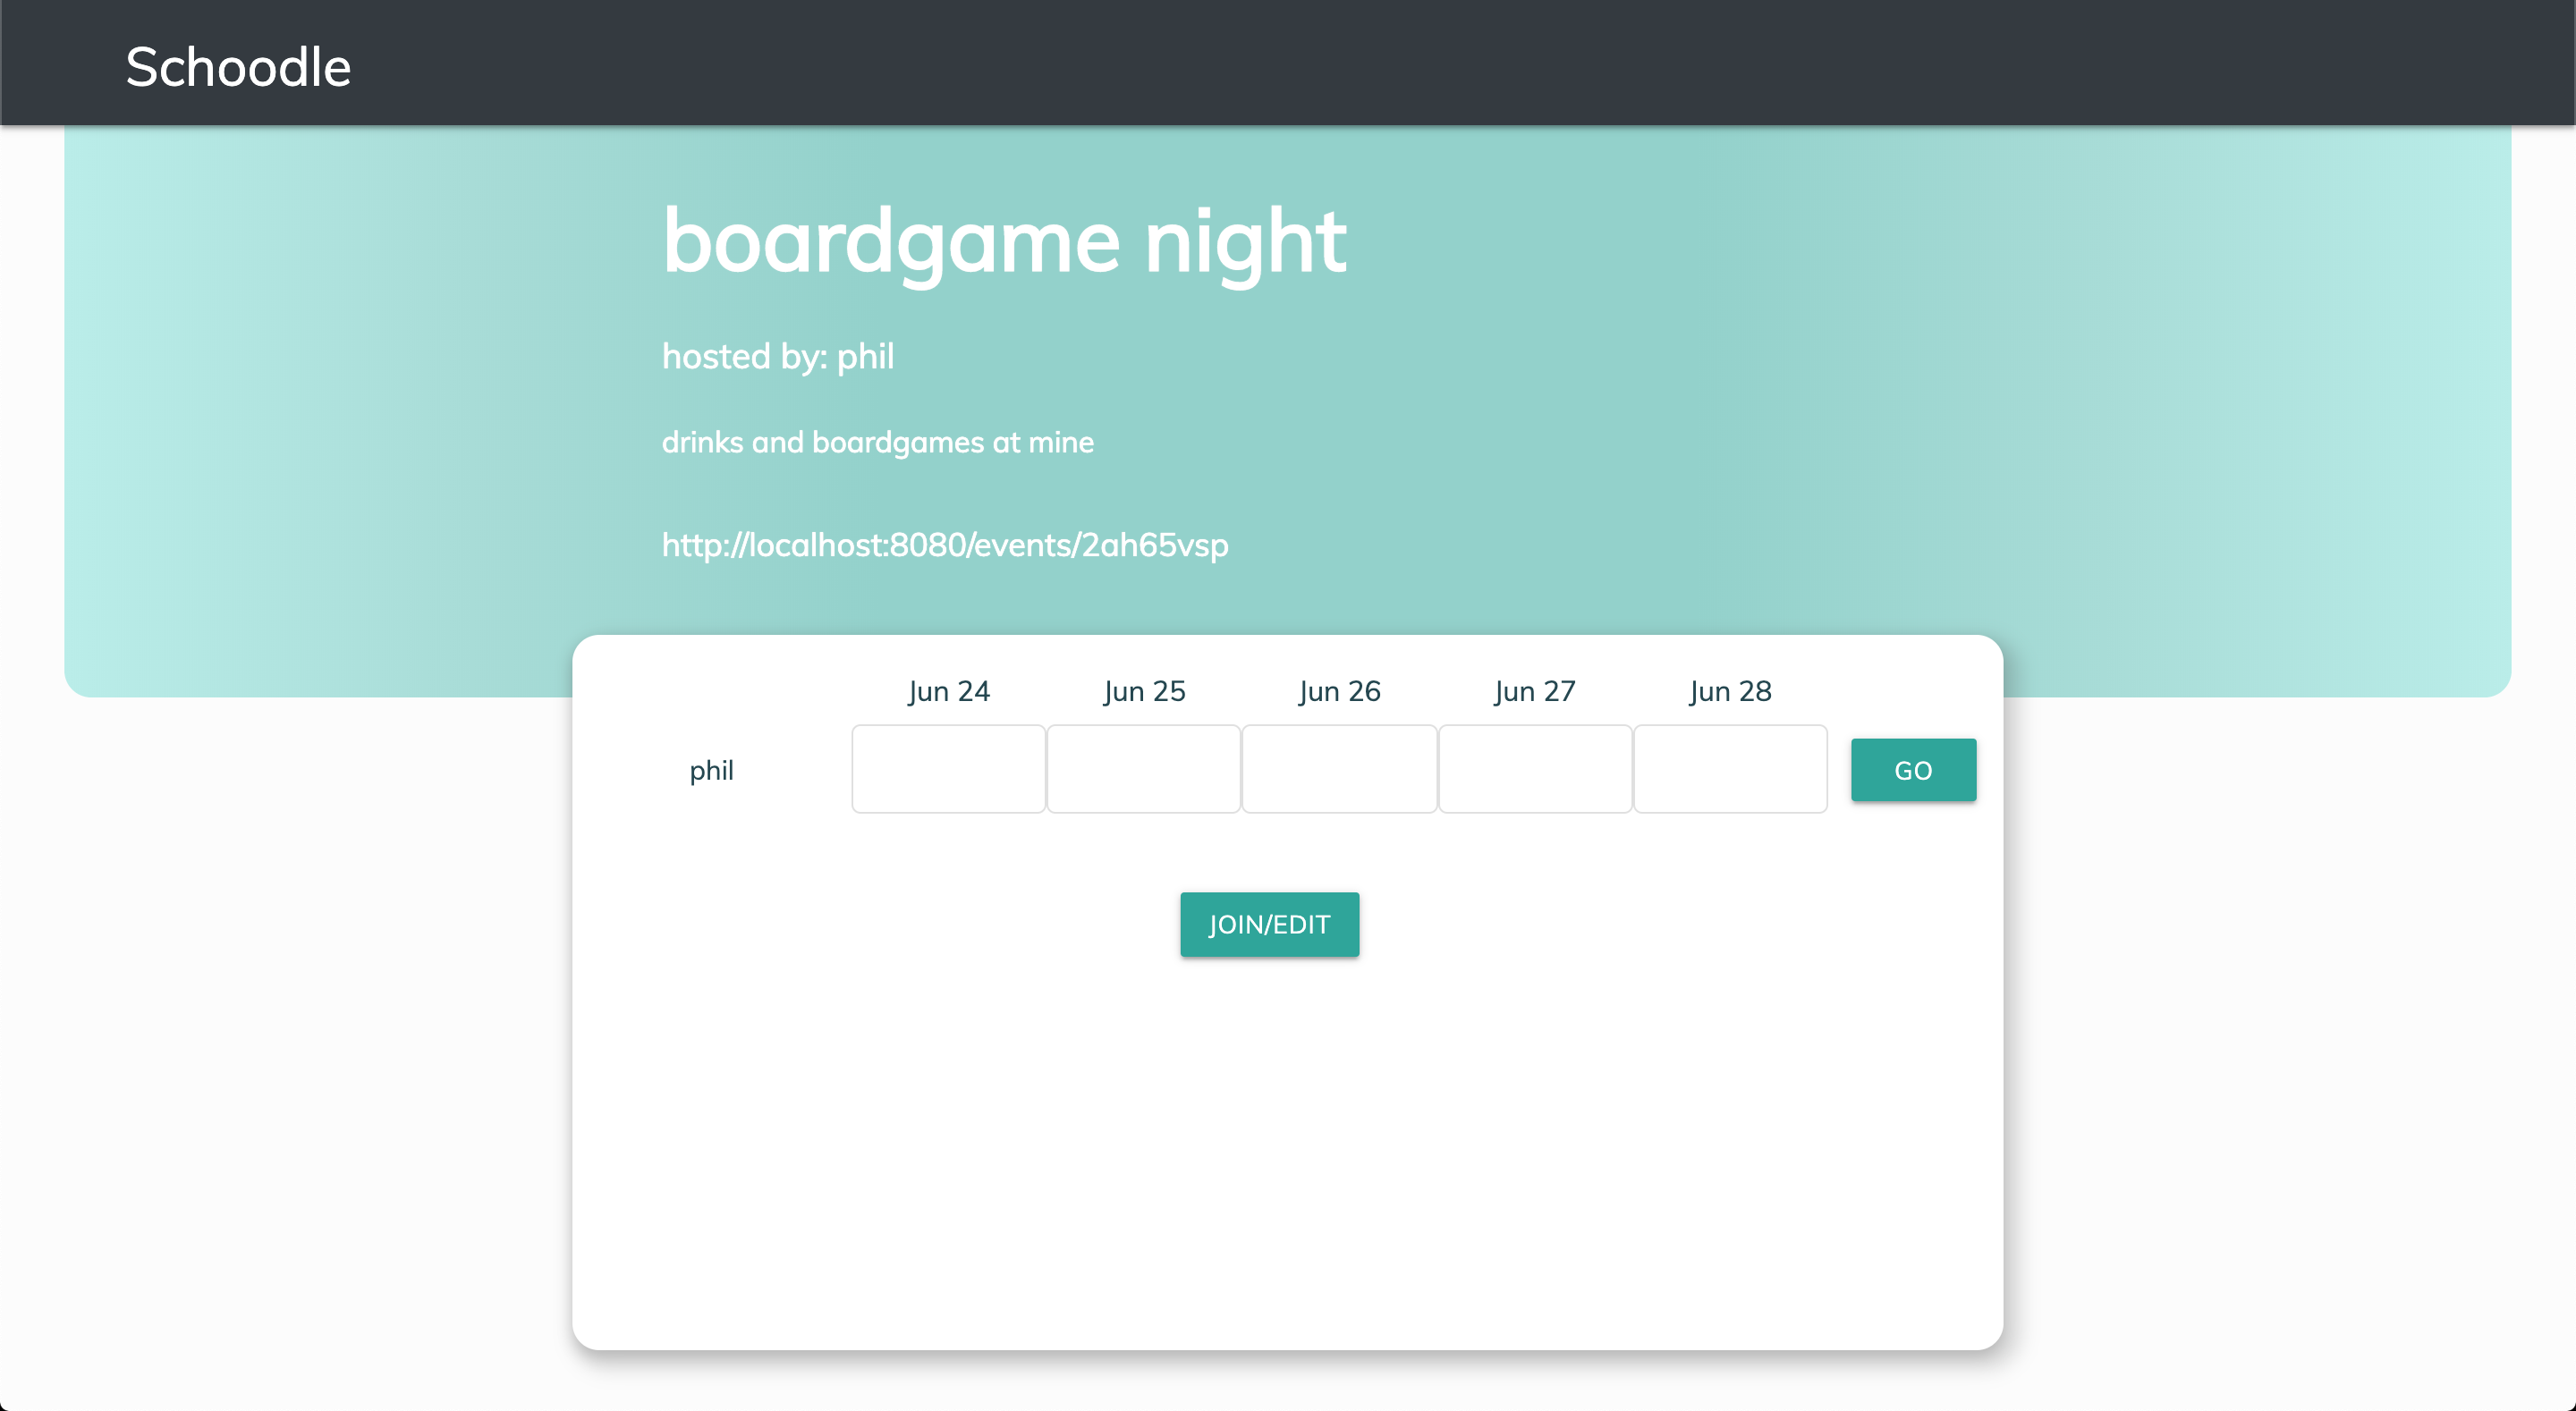 Schoodle
boardgame night
hosted by: phil
drinks and boardgames at mine
http://localhost:8080/events/2ah65vsp
Jun 24 Jun 25 Jun 26 Jun 27 Jun 28
phil GO
JOIN/EDIT